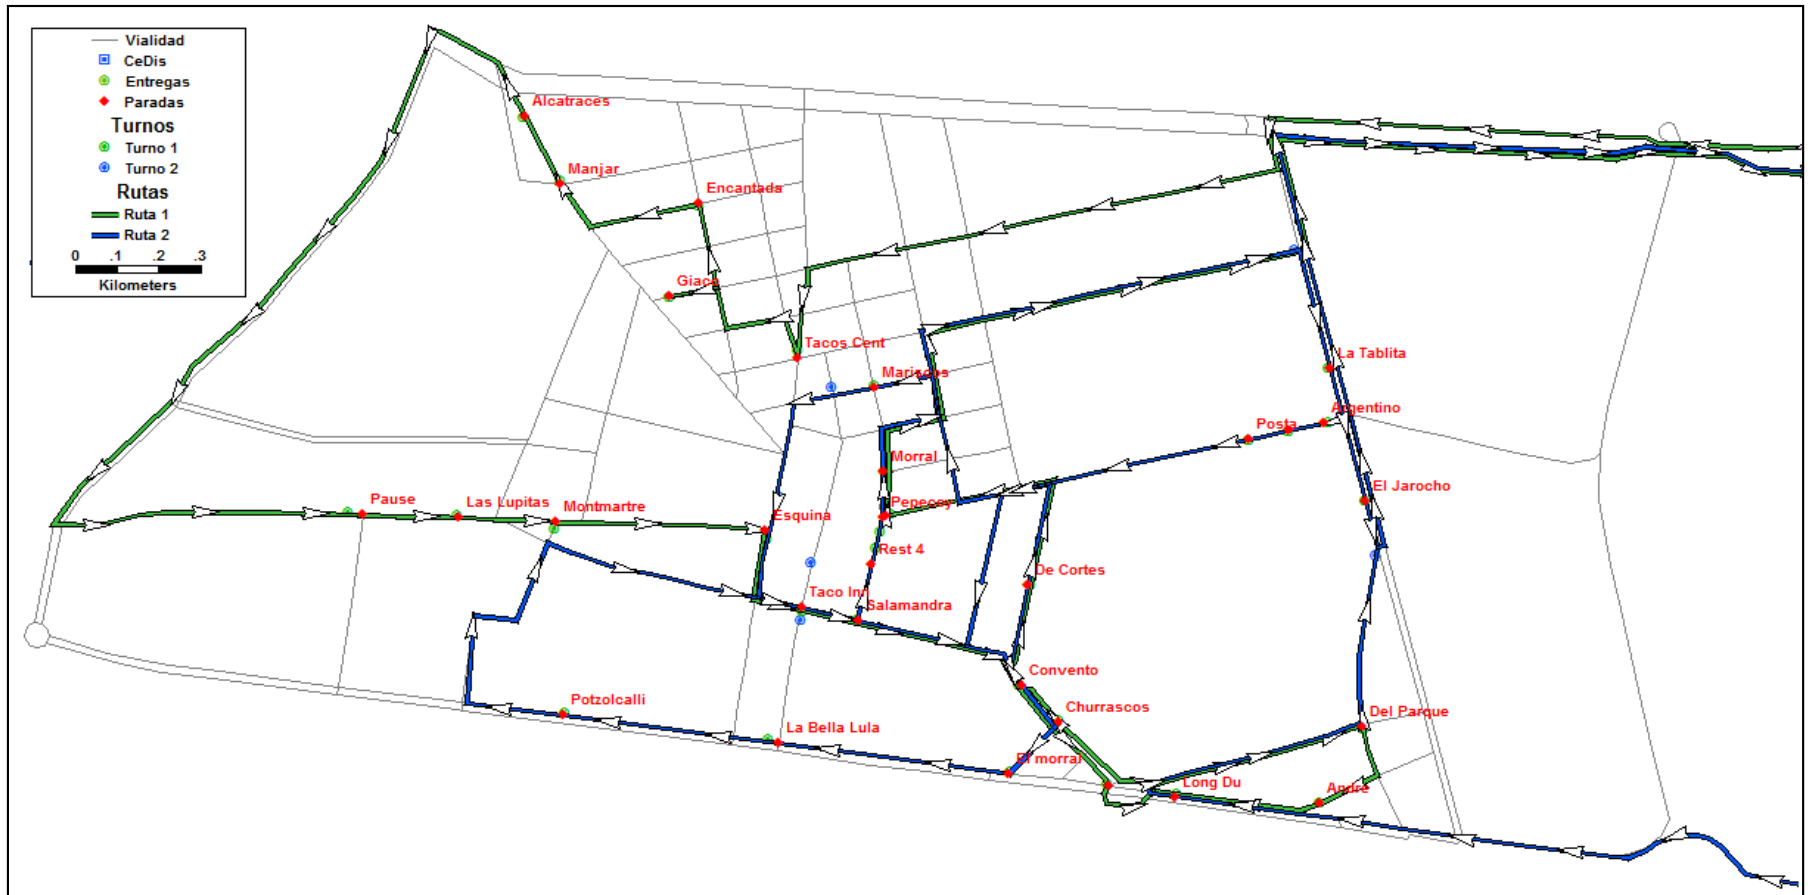 Vialidad
CeDis
Entregas
Paradas
Turnos
Turno 1
Turno 2
Rutas
Ruta 1
Ruta 2
0 .1 .2 .3
Kilometers
Alcatraces
Manjar
Encantada
Giaco
Tacos Cent
Mariscos
La Tablita
Argentino
Posta
Morral
El Jarocho
Pause
Las Lupitas
Montmartre
Esquina
Pepecoy
Rest 4
De Cortes
Taco Inn
Salamandra
Convento
Potzolcalli
Churrascos
Del Parque
La Bella Lula
El morral
Long Du
Andre